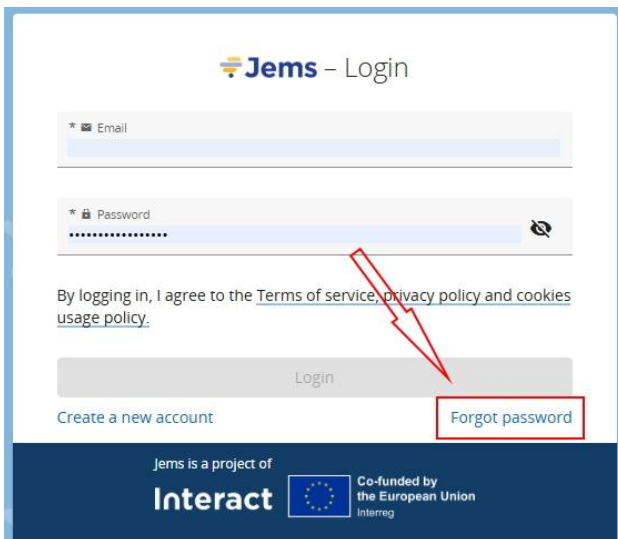 Jems – Login
* Email
* Password
•••••••••••••••••
By logging in, I agree to the Terms of service, privacy policy and cookies
usage policy.
Login
Create a new account
Forgot password
Jems is a project of
Interact
Co-funded by
the European Union
Interreg